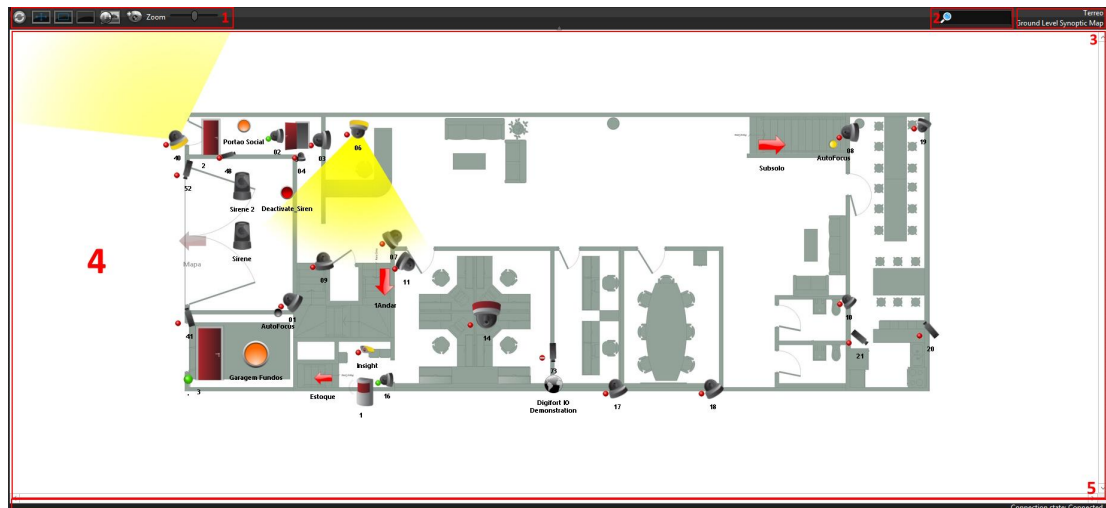 Zoom
1
2
Terreo
Ground Level Synoptic Map
3
40
2
Portao Social
02
03
06
08
19
48
04
AutoFocus
Subsolo
52
Sirene 2
Deactivate_Siren
4
Mapa
Sirene
07
09
11
1Andar
01
AutoFocus
10
41
14
21
20
Insight
73
Garagem Fundos
3
Estoque
16
1
Digifort IO
Demonstration
17
18
5
Connection state: Connected